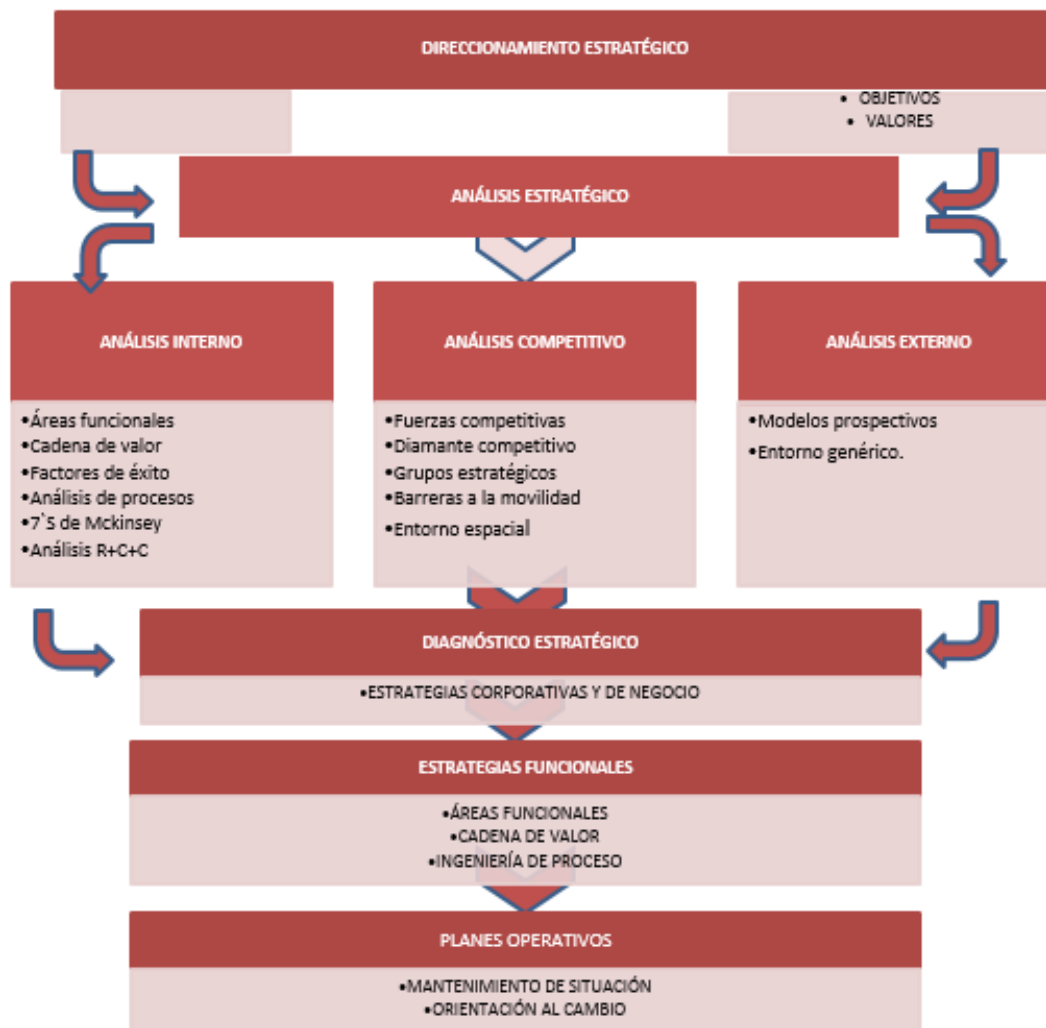 DIRECCIONAMIENTO ESTRATÉGICO
• OBJETIVOS
• VALORES
ANÁLISIS ESTRATÉGICO
ANÁLISIS INTERNO
•Áreas funcionales
•Cadena de valor
•Factores de éxito
•Análisis de procesos
•7`S de Mckinsey
•Análisis R+C+C
ANÁLISIS COMPETITIVO
•Fuerzas competitivas
•Diamante competitivo
•Grupos estratégicos
•Barreras a la movilidad
•Entorno espacial
ANÁLISIS EXTERNO
•Modelos prospectivos
•Entorno genérico.
DIAGNÓSTICO ESTRATÉGICO
•ESTRATEGIAS CORPORATIVAS Y DE NEGOCIO
ESTRATEGIAS FUNCIONALES
•ÁREAS FUNCIONALES
•CADENA DE VALOR
•INGENIERÍA DE PROCESO
PLANES OPERATIVOS
•MANTENIMIENTO DE SITUACIÓN
•ORIENTACIÓN AL CAMBIO